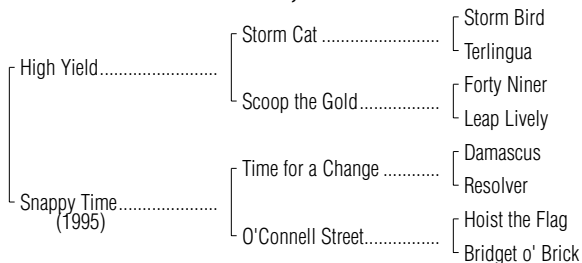 Storm Bird
Storm Cat ........................
Terlingua
High Yield........................
Forty Niner
Scoop the Gold................
Leap Lively
Damascus
Time for a Change ...........
Resolver
Snappy Time....................
(1995)
Hoist the Flag
O'Connell Street...............
Bridget o' Brick